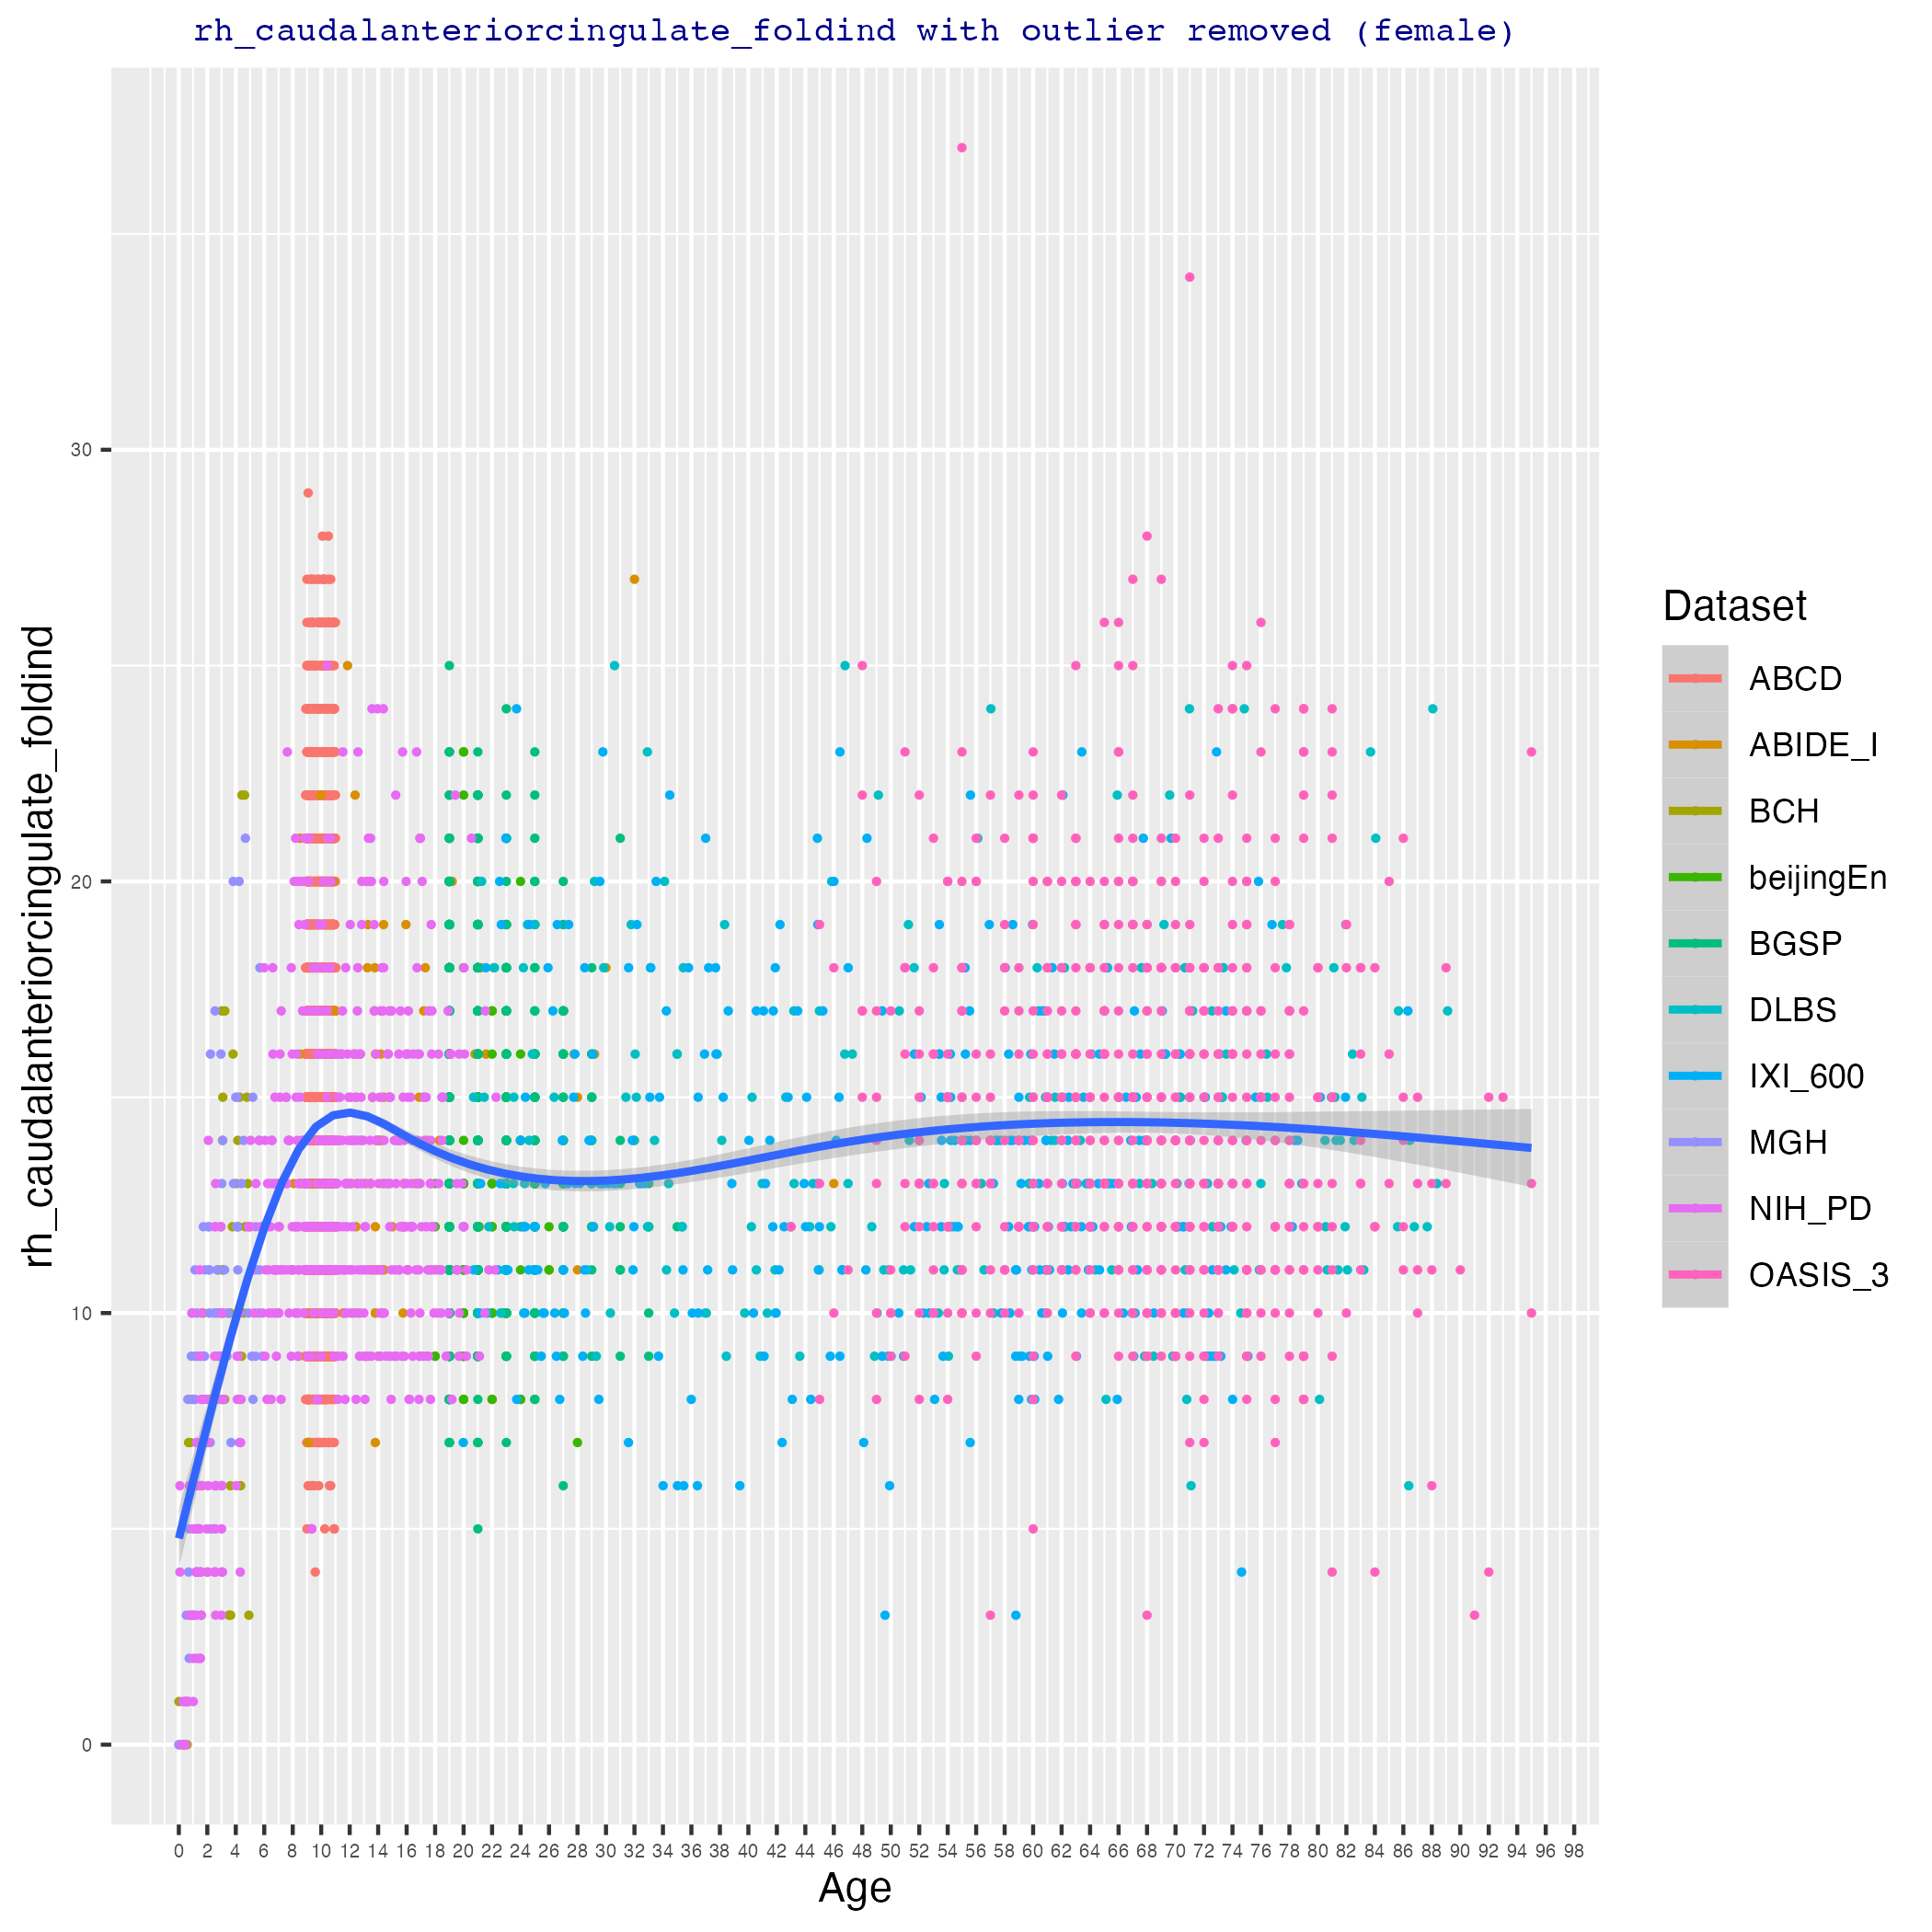 rh_caudalanteriorcingulate_foldind with outlier removed (female)
rh_caudalanteriorcingulate_foldind
30
20
10
0
0 2 4 6 8 10 12 14 16 18 20 22 24 26 28 30 32 34 36 38 40 42 44 46 48 50 52 54 56 58 60 62 64 66 68 70 72 74 76 78 80 82 84 86 88 90 92 94 96 98
Age
Dataset
ABCD
ABIDE_I
BCH
beijingEn
BGSP
DLBS
IXI_600
MGH
NIH_PD
OASIS_3